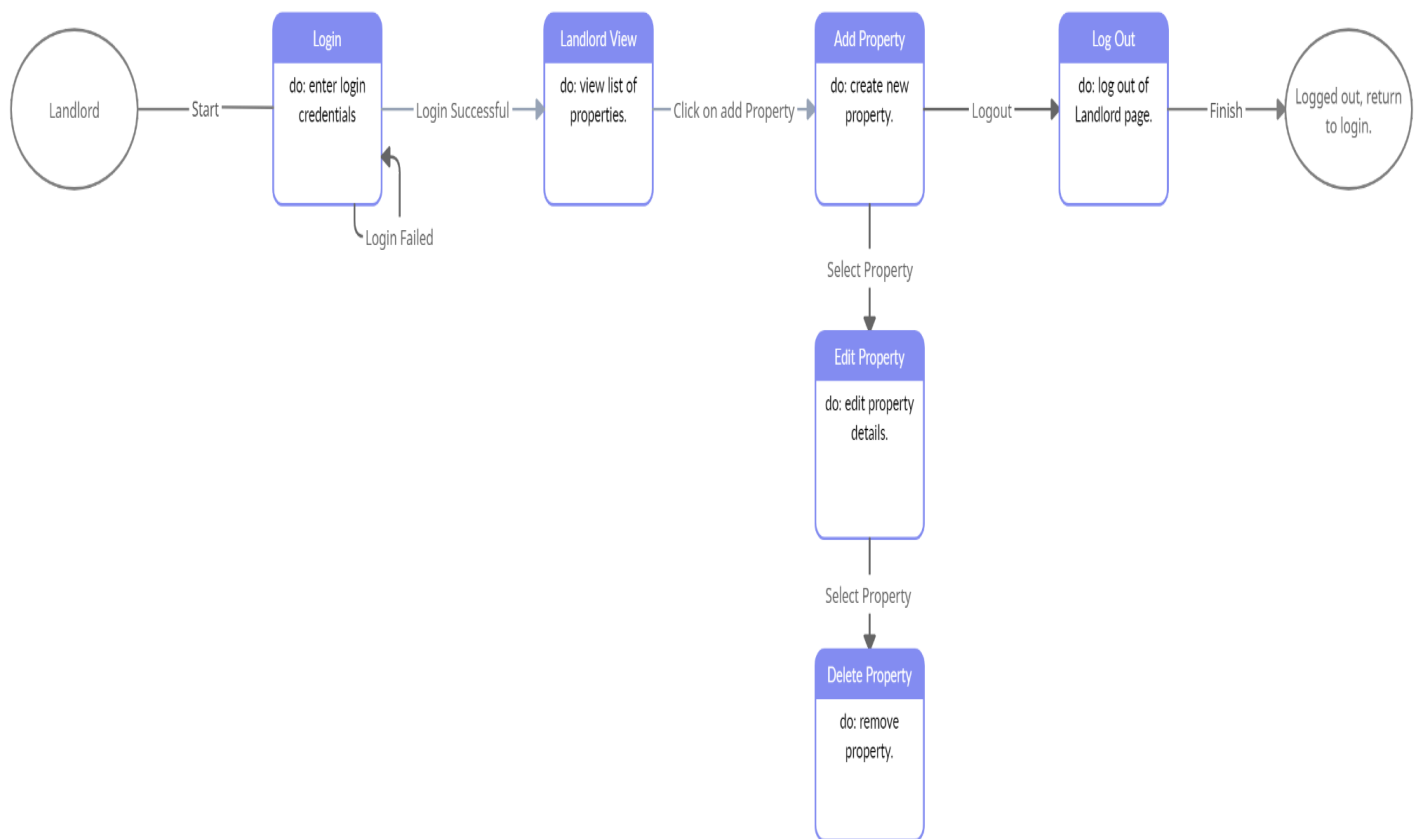 Landlord
Start
Login
do: enter login
credentials
Login Successful
Login Failed
Landlord View
do: view list of
properties.
Click on add Property
Add Property
do: create new
property.
Logout
Log Out
do: log out of
Landlord page.
Finish
Logged out, return
to login.
Select Property
Edit Property
do: edit property
details.
Select Property
Delete Property
do: remove
property.